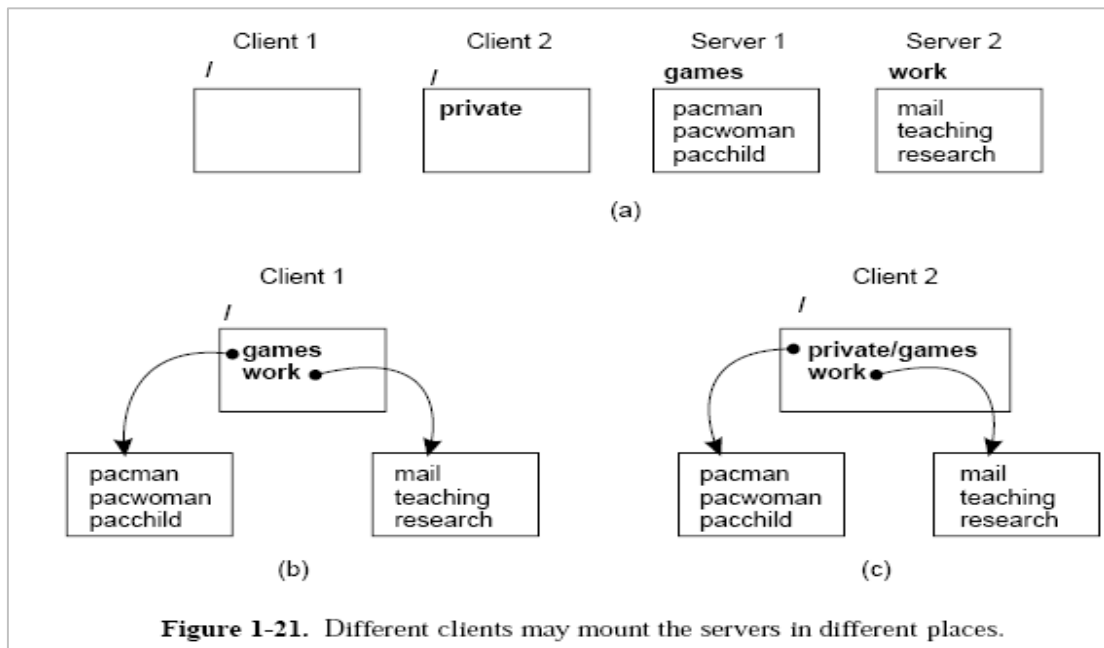 Client 1 Client 2 Server 1 Server 2
/ / games work
private
pacman
pacwoman
pacchild
mail
teaching
research
(a)
Client 1
/
games
work
pacman
pacwoman
pacchild
mail
teaching
research
(b)
Client 2
/
private/games
work
pacman
pacwoman
pacchild
mail
teaching
research
(c)
Figure 1-21. Different clients may mount the servers in different places.